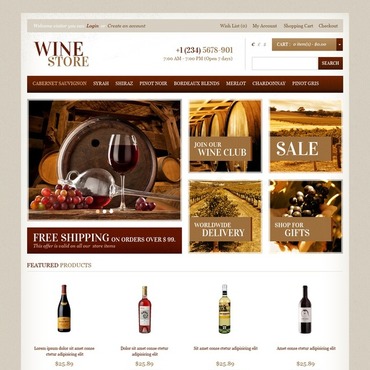 Welcome visitor you can Login or Create an account
Wish List (0) My Account Shopping Cart Checkout
WINE
STORE
+1 (234) 5678-901
7:00 AM - 7:00 PM (Open 7 days)
CART
SEARCH
CABERNET SAUVIGNON SYRAH SHIRAZ PINOT NOIR BORDEAUX BLENDS MERLOT CHARDONNAY PINOT GRIS
JOIN OUR
WINE CLUB
SALE
WORLDWIDE
DELIVERY
SHOP FOR
GIFTS
FREE SHIPPING ON ORDERS OVER $ 99.
This offer is valid on all our store items
FEATURED PRODUCTS
Lorem ipsum dolor sit amet conse
ctetur adipisicing elit
$25.89
Dolor sit amet conse ctetur
adipisicing elit
$25.89
Sit amet conse ctetur adipisicing elit
$25.89
Amet conse ctetur adipisicing elit
$25.89